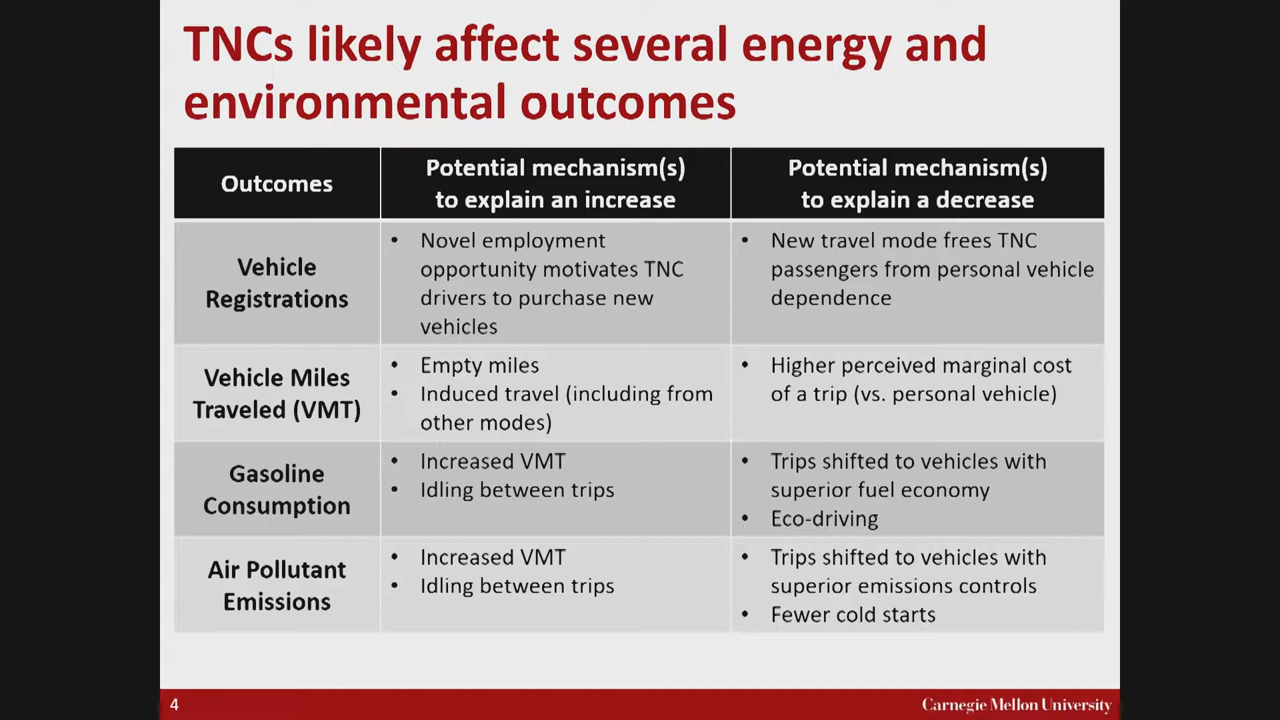 TNCs likely affect several energy and
environmental outcomes
Outcomes
Potential mechanism(s)
to explain an increase
Potential mechanism(s)
to explain a decrease
Vehicle
Registrations
• Novel employment
opportunity motivates TNC
drivers to purchase new
vehicles
• New travel mode frees TNC
passengers from personal vehicle
dependence
Vehicle Miles
Traveled (VMT)
• Empty miles
• Induced travel (including from
other modes)
• Higher perceived marginal cost
of a trip (vs. personal vehicle)
Gasoline
Consumption
• Increased VMT
• Idling between trips
• Trips shifted to vehicles with
superior fuel economy
• Eco-driving
Air Pollutant
Emissions
• Increased VMT
• Idling between trips
• Trips shifted to vehicles with
superior emissions controls
• Fewer cold starts
4
Carnegie Mellon University